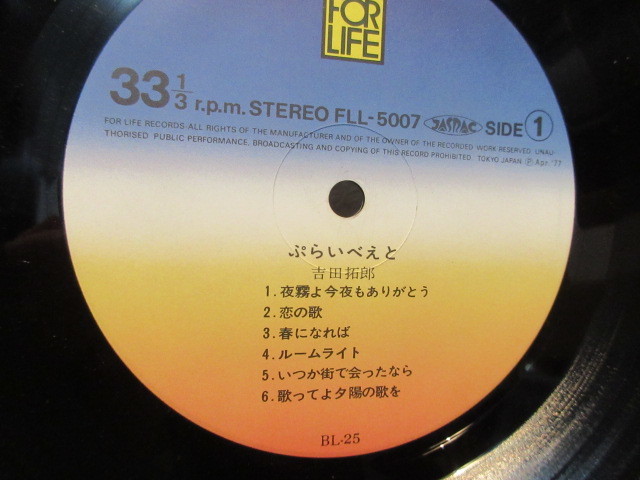 FOR
LIFE
33 1/3 r.p.m. STEREO FLL-5007 JASRAC SIDE 1
FOR LIFE RECORDS·ALL RIGHTS OF THE MANUFACTURER AND OF THE OWNER OF THE RECORDED WORK RESERVED. UNAU-
THORISED PUBLIC PERFORMANCE, BROADCASTING AND COPYING OF THIS RECORD PROHIBITED. TOKYO JAPAN Ⓟ Apr. '77
ぷらいべえと
吉田拓郎
1. 夜霧よ今夜もありがとう
2. 恋の歌
3. 春になれば
4. ルームライト
5. いつか街で会ったなら
6. 歌ってよ夕陽の歌を
BL-25